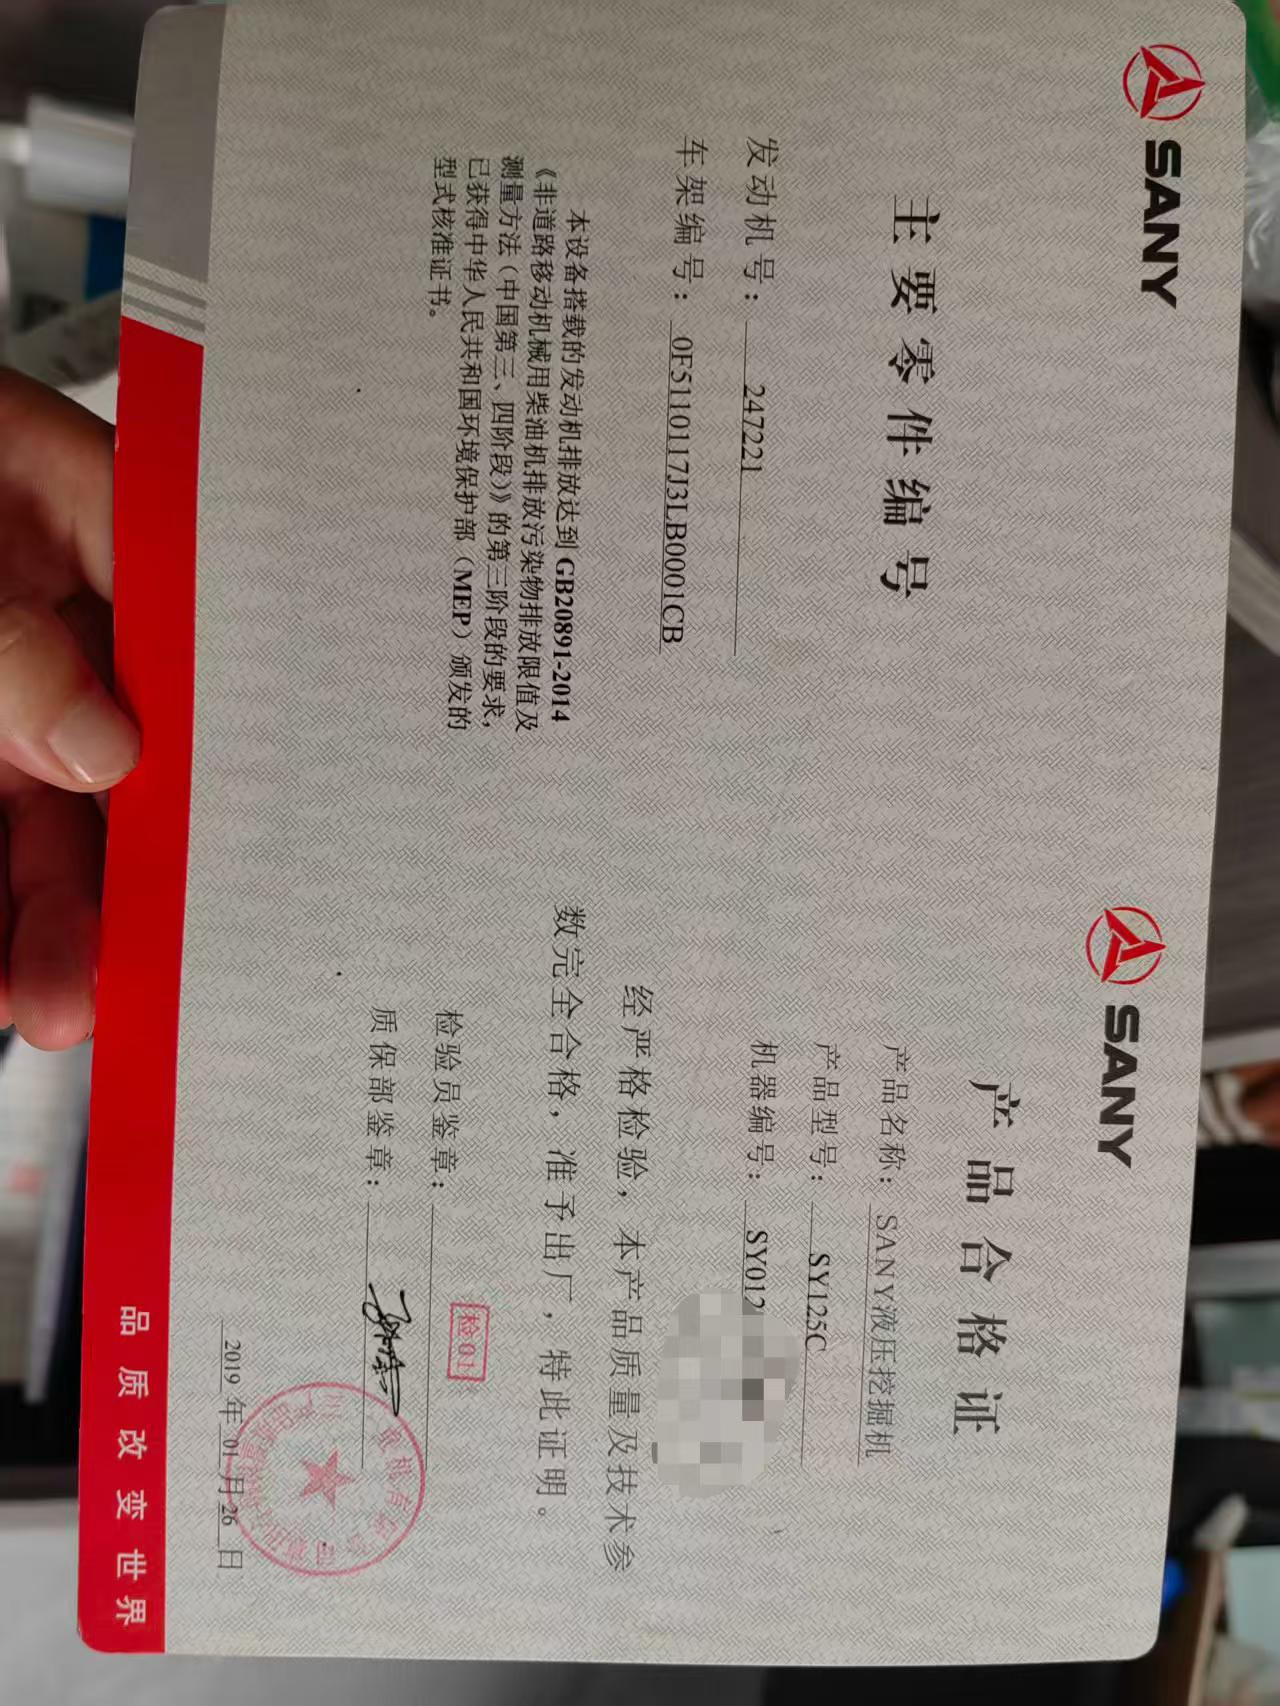 SANY
主要零件编号
发动机号：247221
车架编号：0F5110117J3LB0001CB
本设备搭载的发动机排放达到GB20891-2014
《非道路移动机械用柴油机排放污染物排放限值及
测量方法（中国第三、四阶段）》的第三阶段的要求，
已获得中华人民共和国环境保护部（MEP）颁发的
型式核准证书。
SANY
产品合格证
产品名称：SANY液压挖掘机
产品型号：SY125C
机器编号：SY012
经严格检验，本产品质量及技术参
数完全合格，准予出厂，特此证明。
检验员鉴章：检01
质保部鉴章：
2019年01月26日
品质改变世界